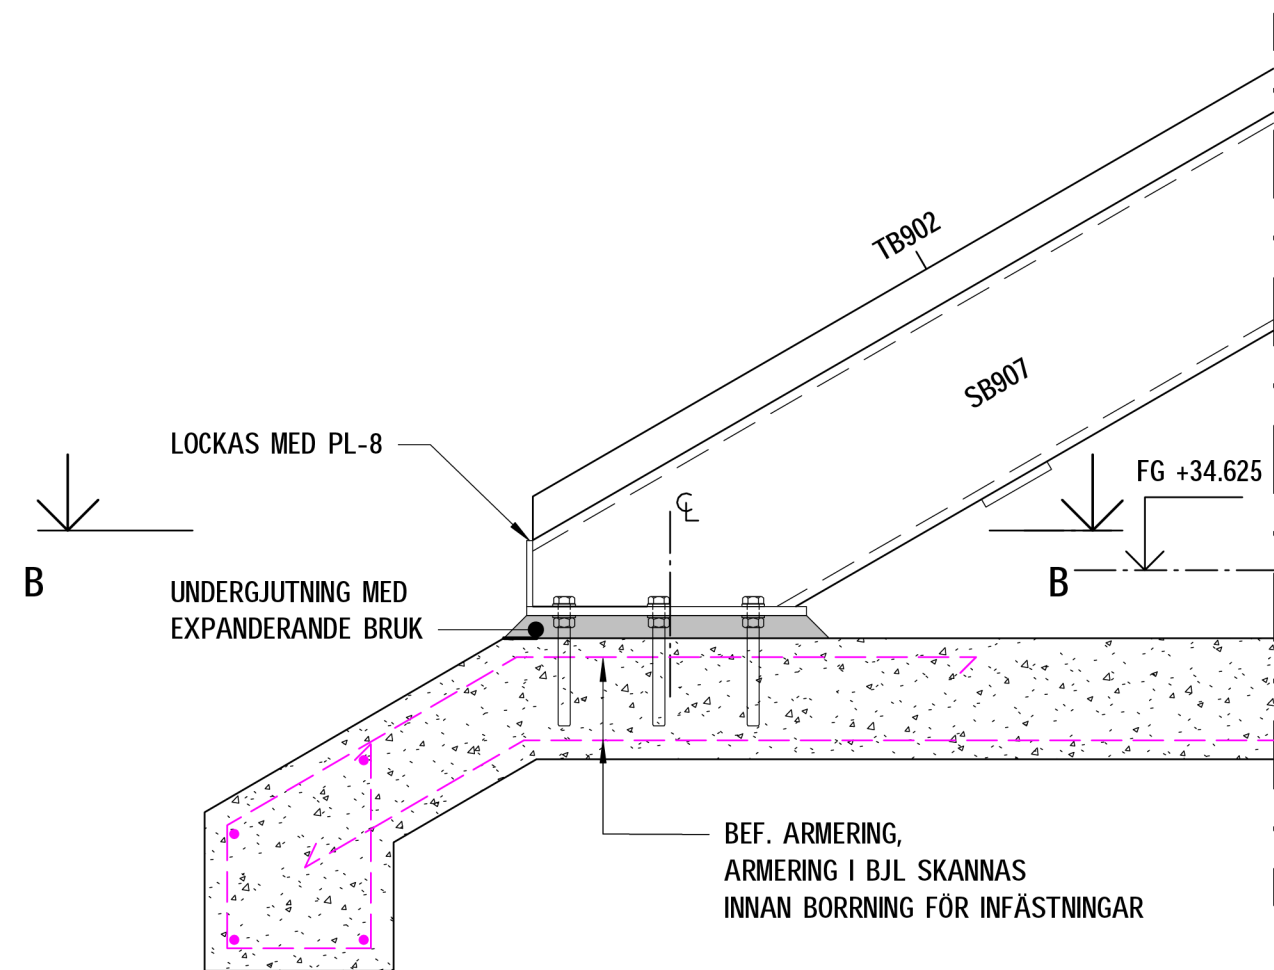 TB902
SB907
LOCKAS MED PL-8
FG +34.625
℄
B
B
UNDERGJUTNING MED
EXPANDERANDE BRUK
BEF. ARMERING,
ARMERING I BJL SKANNAS
INNAN BORRNING FÖR INFÄSTNINGAR